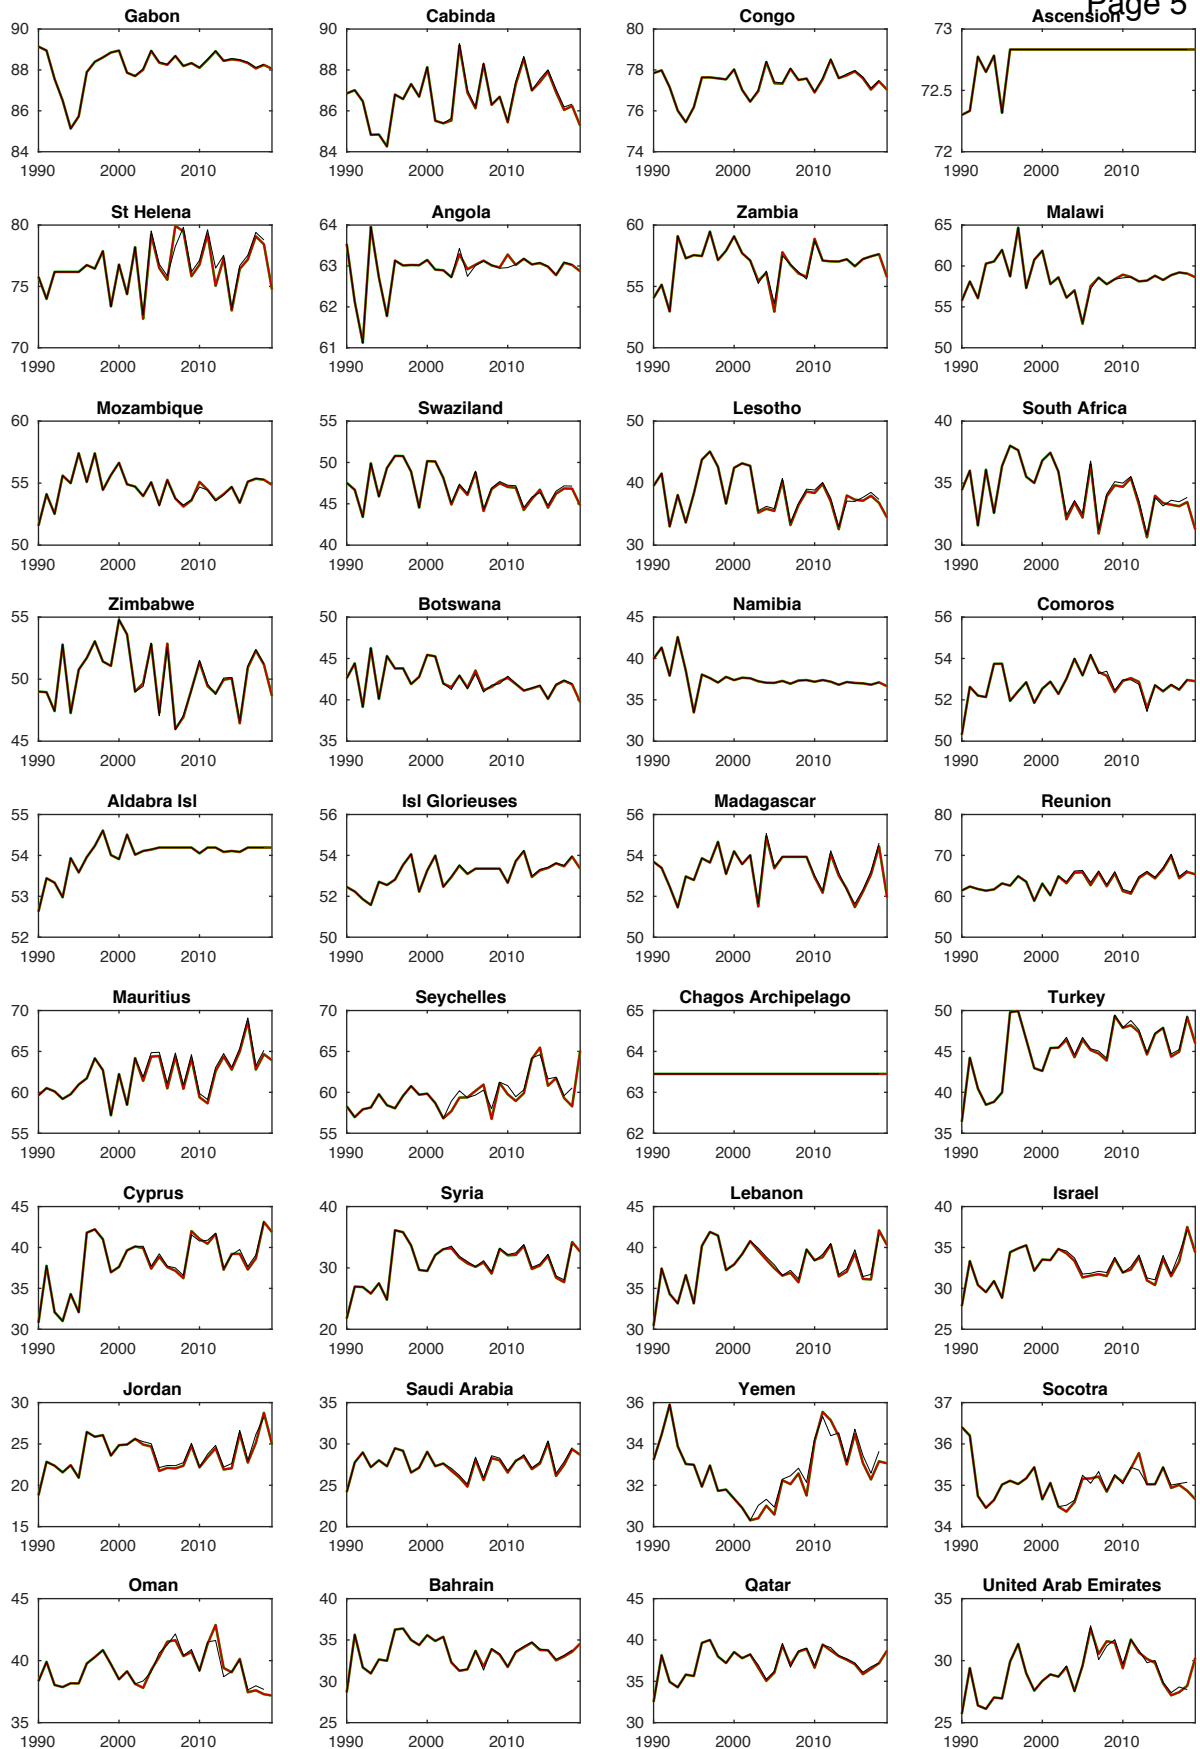 Page 5
Gabon Cabinda Congo Ascension
90 90 80 73
88 88 78
86 86 76 72.5
84 84 74 72
1990 2000 2010 1990 2000 2010 1990 2000 2010 1990 2000 2010
St Helena Angola Zambia Malawi
80 64 60 65
63 60
75 55
62 55
70 61 50 50
1990 2000 2010 1990 2000 2010 1990 2000 2010 1990 2000 2010
Mozambique Swaziland Lesotho South Africa
60 55 50 40
50
55 40 35
45
50 40 30 30
1990 2000 2010 1990 2000 2010 1990 2000 2010 1990 2000 2010
Zimbabwe Botswana Namibia Comoros
55 50 45 56
45 40 54
50
40 35 52
45 35 30 50
1990 2000 2010 1990 2000 2010 1990 2000 2010 1990 2000 2010
Aldabra Isl Isl Glorieuses Madagascar Reunion
55 56 56 80
54 54 54 70
53 52 52 60
52 50 50 50
1990 2000 2010 1990 2000 2010 1990 2000 2010 1990 2000 2010
Mauritius Seychelles Chagos Archipelago Turkey
70 70 65 50
65 65 64 45
60 60 63 40
55 55 62 35
1990 2000 2010 1990 2000 2010 1990 2000 2010 1990 2000 2010
Cyprus Syria Lebanon Israel
45 40 45 40
40 40 35
30
35 35 30
30 20 30 25
1990 2000 2010 1990 2000 2010 1990 2000 2010 1990 2000 2010
Jordan Saudi Arabia Yemen Socotra
30 35 36 37
25 30 34 36
20 25 32 35
15 20 30 34
1990 2000 2010 1990 2000 2010 1990 2000 2010 1990 2000 2010
Oman Bahrain Qatar United Arab Emirates
45 40 45 35
35 40
40 30
30 35
35 25 30 25
1990 2000 2010 1990 2000 2010 1990 2000 2010 1990 2000 2010